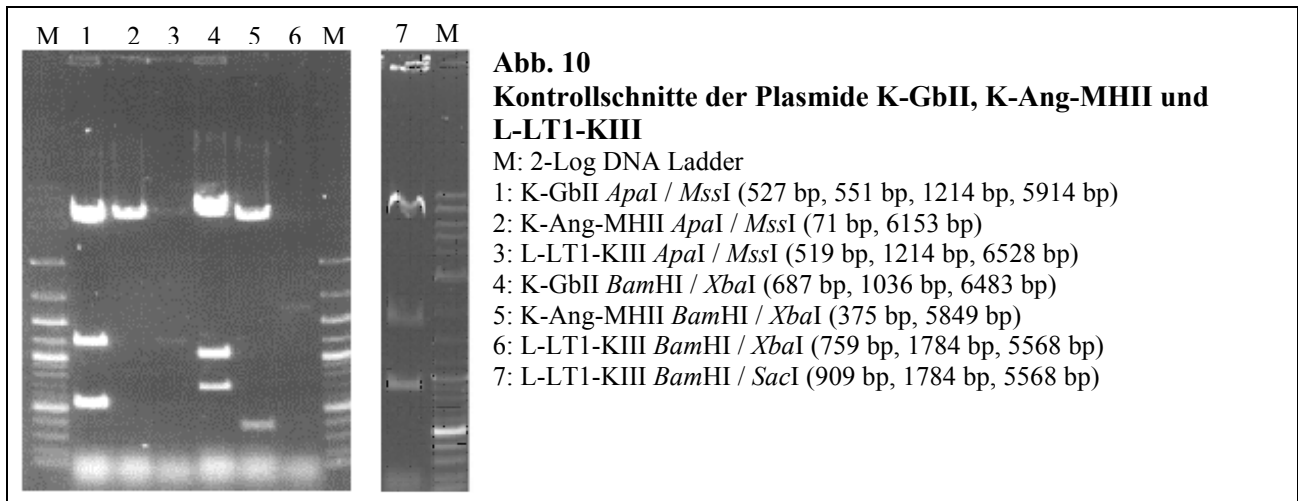 M 1 2 3 4 5 6 M
7 M
Abb. 10
Kontrollschnitte der Plasmide K-GbII, K-Ang-MHII und
L-LT1-KIII
M: 2-Log DNA Ladder
1: K-GbII ApaI / MssI (527 bp, 551 bp, 1214 bp, 5914 bp)
2: K-Ang-MHII ApaI / MssI (71 bp, 6153 bp)
3: L-LT1-KIII ApaI / MssI (519 bp, 1214 bp, 6528 bp)
4: K-GbII BamHI / XbaI (687 bp, 1036 bp, 6483 bp)
5: K-Ang-MHII BamHI / XbaI (375 bp, 5849 bp)
6: L-LT1-KIII BamHI / XbaI (759 bp, 1784 bp, 5568 bp)
7: L-LT1-KIII BamHI / SacI (909 bp, 1784 bp, 5568 bp)